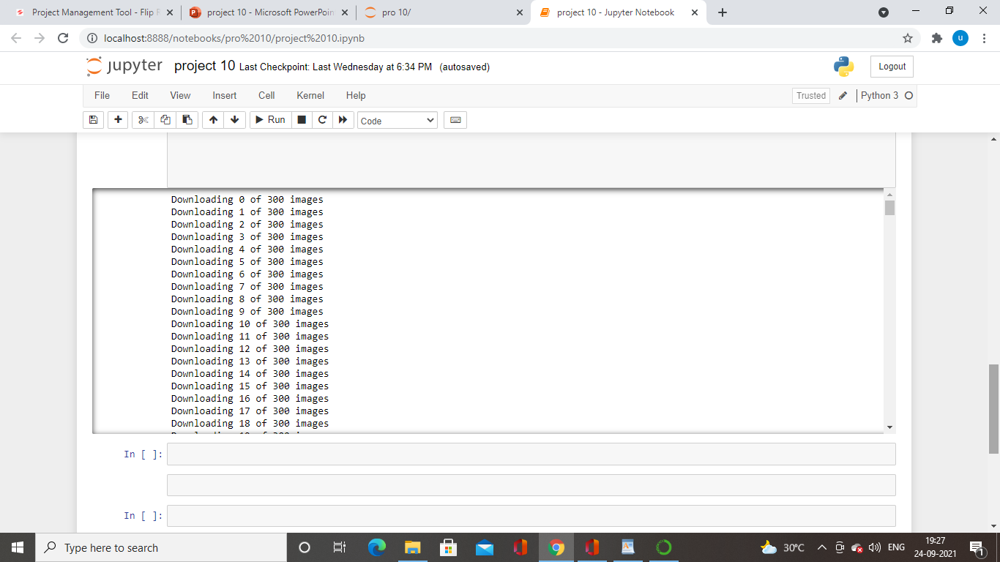 Project Management Tool - Flip
project 10 - Microsoft PowerPoin
pro 10/
project 10 - Jupyter Notebook
localhost:8888/notebooks/pro%2010/project%2010.ipynb
u
jupyter project 10 Last Checkpoint: Last Wednesday at 6:34 PM (autosaved)
Logout
File Edit View Insert Cell Kernel Help
Trusted
Python 3
Run
Code
Downloading 0 of 300 images
Downloading 1 of 300 images
Downloading 2 of 300 images
Downloading 3 of 300 images
Downloading 4 of 300 images
Downloading 5 of 300 images
Downloading 6 of 300 images
Downloading 7 of 300 images
Downloading 8 of 300 images
Downloading 9 of 300 images
Downloading 10 of 300 images
Downloading 11 of 300 images
Downloading 12 of 300 images
Downloading 13 of 300 images
Downloading 14 of 300 images
Downloading 15 of 300 images
Downloading 16 of 300 images
Downloading 17 of 300 images
Downloading 18 of 300 images
In [ ]:
In [ ]:
Type here to search
30°C
ENG
19:27
24-09-2021
1